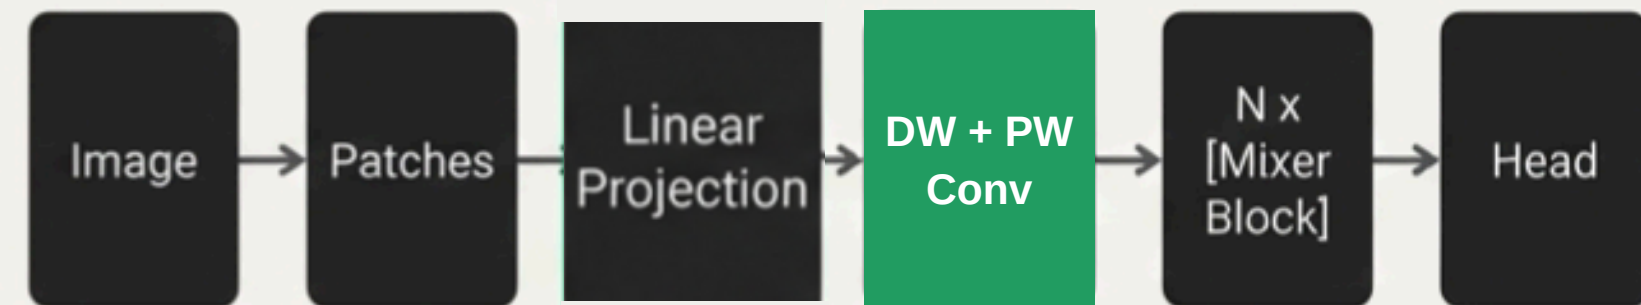 Image
Patches
Linear
Projection
DW + PW
Conv
N x
[Mixer
Block]
Head